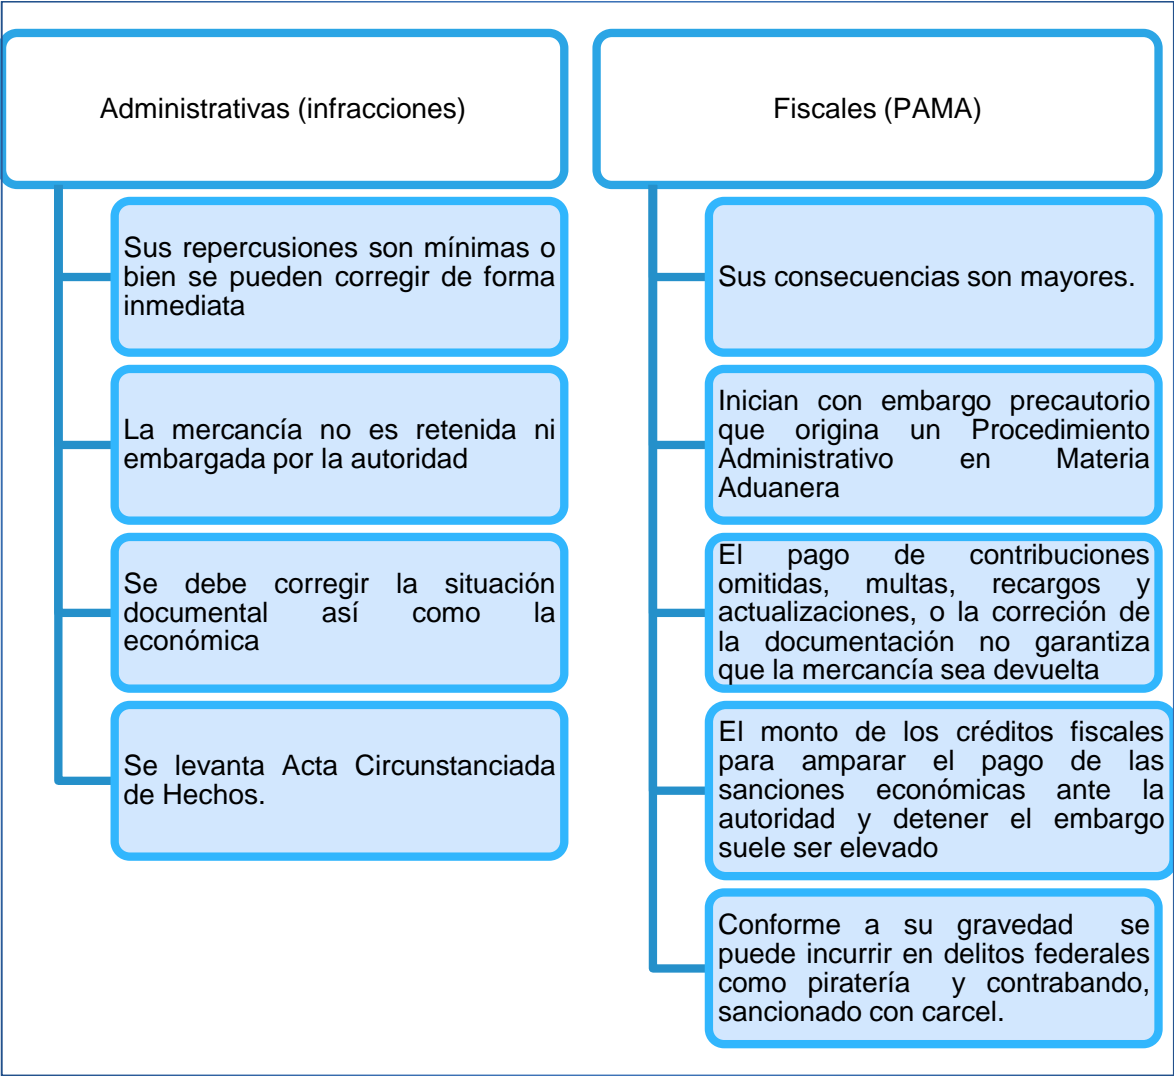 Administrativas (infracciones)
Sus repercusiones son mínimas o
bien se pueden corregir de forma
inmediata
La mercancía no es retenida ni
embargada por la autoridad
Se debe corregir la situación
documental así como la
económica
Se levanta Acta Circunstanciada
de Hechos.
Fiscales (PAMA)
Sus consecuencias son mayores.
Inician con embargo precautorio
que origina un Procedimiento
Administrativo en Materia
Aduanera
El pago de contribuciones
omitidas, multas, recargos y
actualizaciones, o la correción de
la documentación no garantiza
que la mercancía sea devuelta
El monto de los créditos fiscales
para amparar el pago de las
sanciones económicas ante la
autoridad y detener el embargo
suele ser elevado
Conforme a su gravedad se
puede incurrir en delitos federales
como piratería y contrabando,
sancionado con carcel.